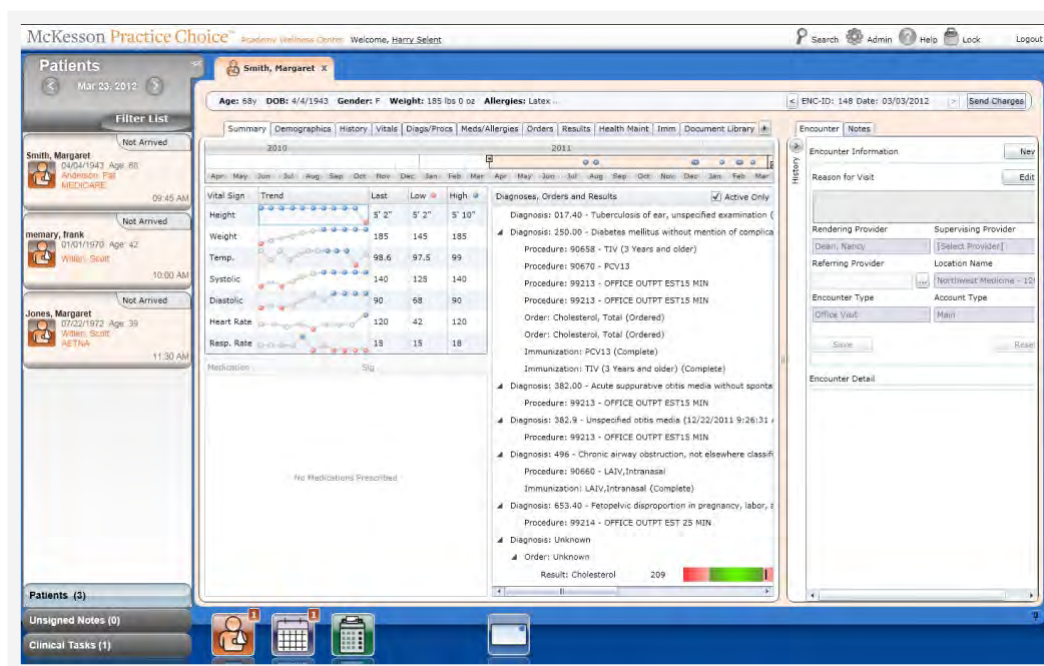 McKesson Practice Choice™ Academy Wellness Center Welcome, Harry Selent
Search Admin Help Lock Logout
Patients
Mar 23, 2012
Filter List
Not Arrived
Smith, Margaret
04/04/1943 Age: 68
Anderson, Pat
MEDICARE
09:45 AM
Not Arrived
memary, frank
01/01/1970 Age: 42
Willen, Scott
10:00 AM
Not Arrived
Jones, Margaret
07/22/1972 Age: 39
Willen, Scott
AETNA
11:30 AM
Patients (3)
Unsigned Notes (0)
Clinical Tasks (1)
Smith, Margaret X
Age: 68y DOB: 4/4/1943 Gender: F Weight: 185 lbs 0 oz Allergies: Latex ..
< ENC-ID: 148 Date: 03/03/2012 > Send Charges
Summary Demographics History Vitals Diags/Procs Meds/Allergies Orders Results Health Maint Imm Document Library
2010 2011
Apr May Jun Jul Aug Sep Oct Nov Dec Jan Feb Mar Apr May Jun Jul Aug Sep Oct Nov Dec Jan Feb Mar
Vital Sign Trend Last Low High
Height 5' 2" 5' 2" 5' 10"
Weight 185 145 185
Temp. 98.6 97.5 99
Systolic 140 125 140
Diastolic 90 68 90
Heart Rate 120 42 120
Resp. Rate 15 15 18
Medication Sig
No Medications Prescribed
Diagnoses, Orders and Results Active Only
Diagnosis: 017.40 - Tuberculosis of ear, unspecified examination (
Diagnosis: 250.00 - Diabetes mellitus without mention of complica
Procedure: 90658 - TIV (3 Years and older)
Procedure: 90670 - PCV13
Procedure: 99213 - OFFICE OUTPT EST15 MIN
Procedure: 99213 - OFFICE OUTPT EST15 MIN
Order: Cholesterol, Total (Ordered)
Order: Cholesterol, Total (Ordered)
Immunization: PCV13 (Complete)
Immunization: TIV (3 Years and older) (Complete)
Diagnosis: 382.00 - Acute suppurative otitis media without sponta
Procedure: 99213 - OFFICE OUTPT EST15 MIN
Diagnosis: 382.9 - Unspecified otitis media (12/22/2011 9:26:31
Procedure: 99213 - OFFICE OUTPT EST15 MIN
Diagnosis: 496 - Chronic airway obstruction, not elsewhere classifi
Procedure: 90660 - LAIV,Intranasal
Immunization: LAIV,Intranasal (Complete)
Diagnosis: 653.40 - Fetopelvic disproportion in pregnancy, labor,
Procedure: 99214 - OFFICE OUTPT EST 25 MIN
Diagnosis: Unknown
Order: Unknown
Result: Cholesterol 209
Encounter Notes
History
Encounter Information New
Reason for Visit Edit
Rendering Provider Supervising Provider
Dean, Nancy [Select Provider]
Referring Provider Location Name
... Northwest Medicine - 12
Encounter Type Account Type
Office Visit Main
Save Reset
Encounter Detail
1 1